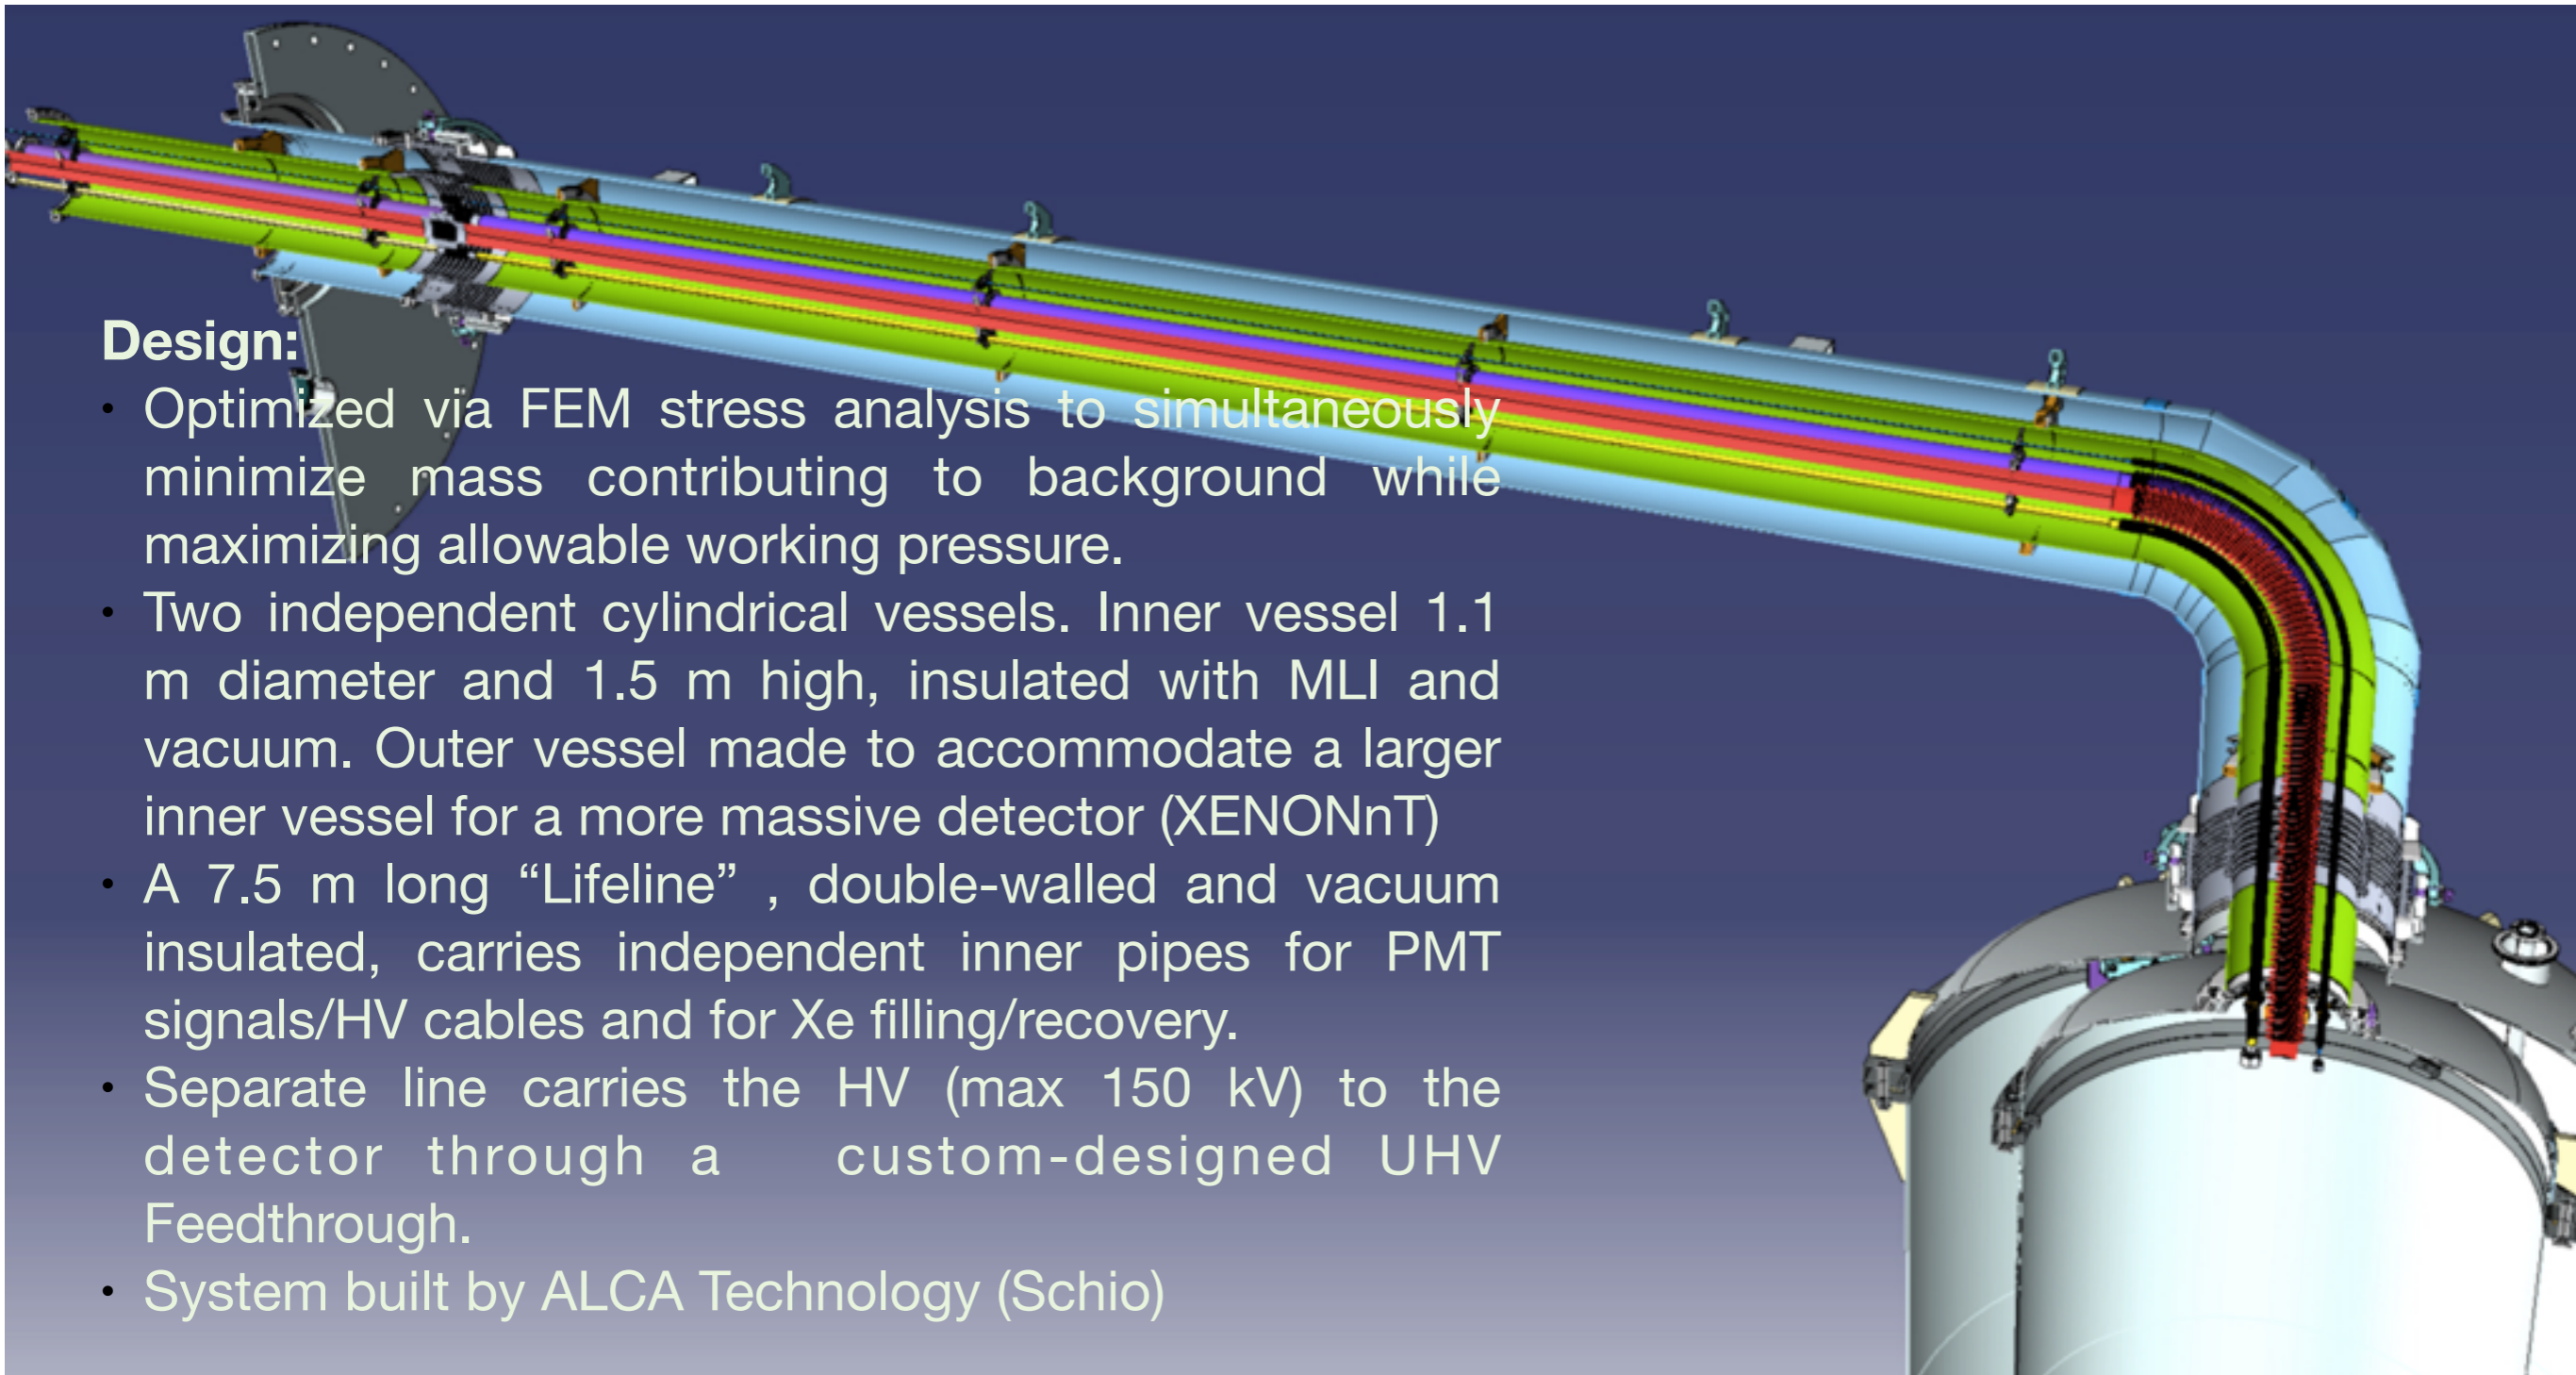 Design:
• Optimized via FEM stress analysis to simultaneously
minimize mass contributing to background while
maximizing allowable working pressure.
• Two independent cylindrical vessels. Inner vessel 1.1
m diameter and 1.5 m high, insulated with MLI and
vacuum. Outer vessel made to accommodate a larger
inner vessel for a more massive detector (XENONnT)
• A 7.5 m long “Lifeline” , double-walled and vacuum
insulated, carries independent inner pipes for PMT
signals/HV cables and for Xe filling/recovery.
• Separate line carries the HV (max 150 kV) to the
detector through a custom-designed UHV
Feedthrough.
• System built by ALCA Technology (Schio)